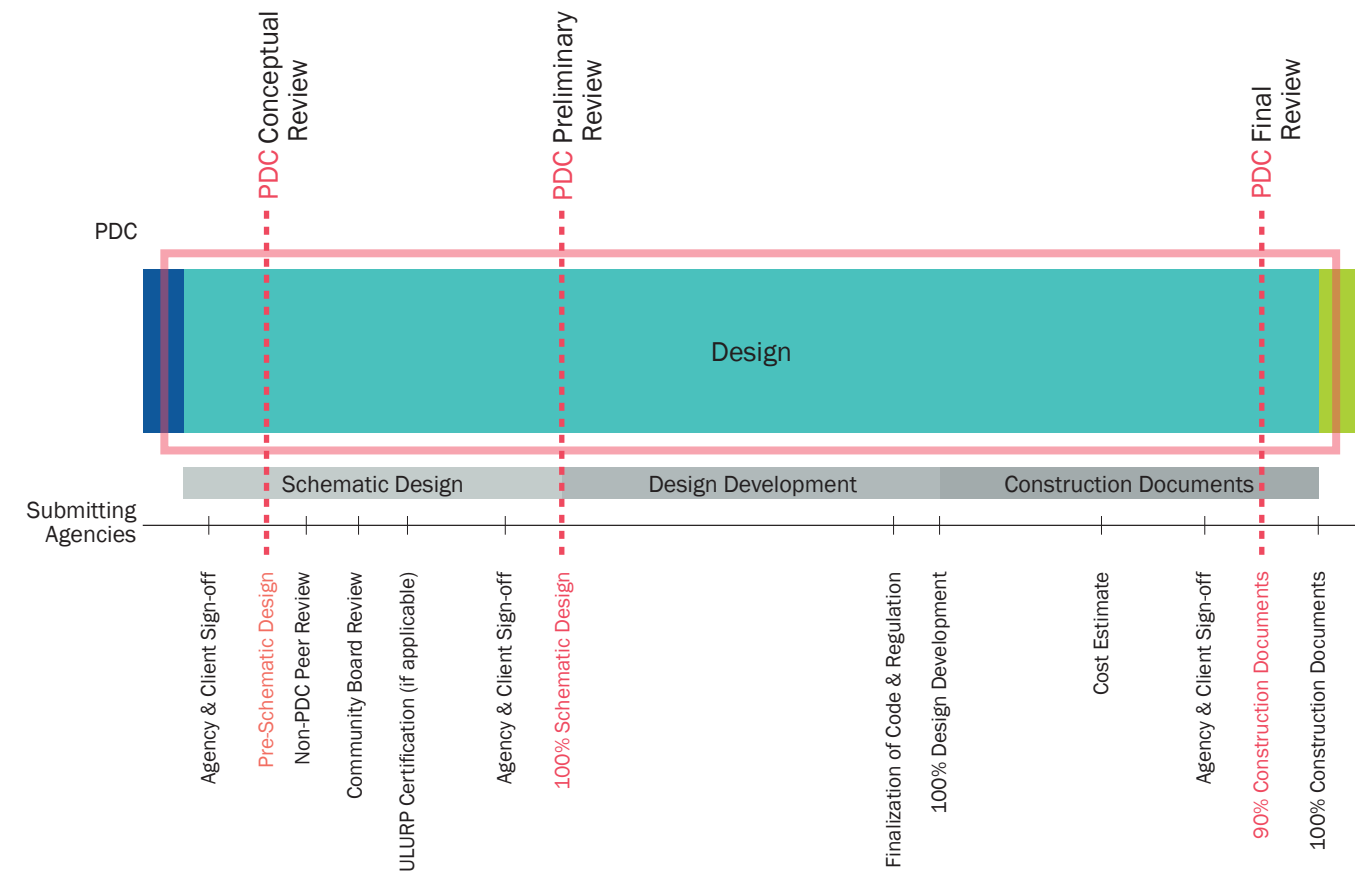 PDC Conceptual
Review
PDC Preliminary
Review
PDC Final
Review
PDC
Design
Schematic Design
Design Development
Construction Documents
Submitting
Agencies
Agency & Client Sign-off
Pre-Schematic Design
Non-PDC Peer Review
Community Board Review
ULURP Certification (if applicable)
Agency & Client Sign-off
100% Schematic Design
Finalization of Code & Regulation
100% Design Development
Cost Estimate
Agency & Client Sign-off
90% Construction Documents
100% Construction Documents